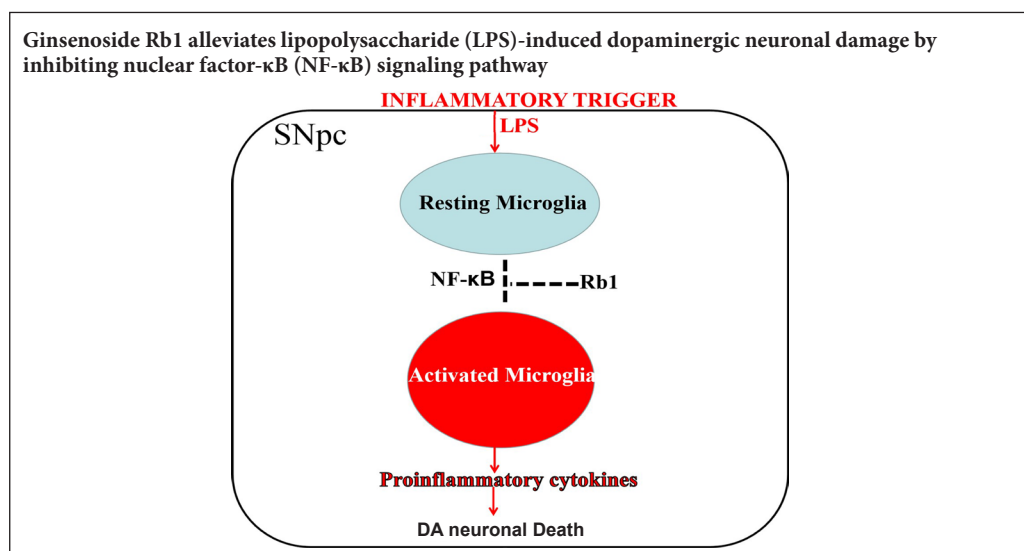 Ginsenoside Rb1 alleviates lipopolysaccharide (LPS)-induced dopaminergic neuronal damage by
inhibiting nuclear factor-κB (NF-κB) signaling pathway
INFLAMMATORY TRIGGER
SNpc
LPS
Resting Microglia
NF-κB
Rb1
Activated Microglia
Proinflammatory cytokines
DA neuronal Death